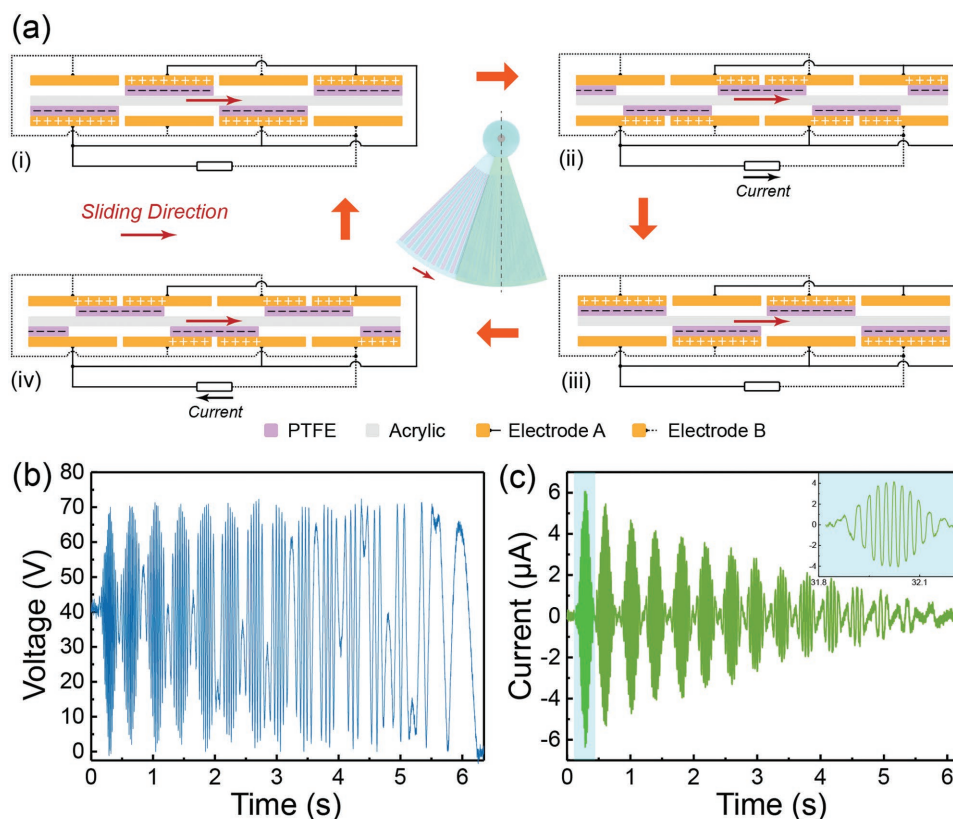 (a)
+ + + + + + + +
+ + + + + + + +
+ + + + + + + +
+ + + + + + + +
(i)
+ + + +
+ + + +
+ + + +
+ + + +
(ii)
Current
Sliding Direction
+ + + +
+ + + +
+ + + +
+ + + +
(iv)
Current
+ + + + + + + +
+ + + + + + + +
+ + + + + + + +
+ + + + + + + +
(iii)
PTFE Acrylic Electrode A Electrode B
(b)
80
70
60
50
40
30
20
10
0
Voltage (V)
0 1 2 3 4 5 6
Time (s)
(c)
6
4
2
0
-2
-4
-6
Current (μA)
0 1 2 3 4 5 6
Time (s)
4
2
0
-2
-4
31.8 32.1